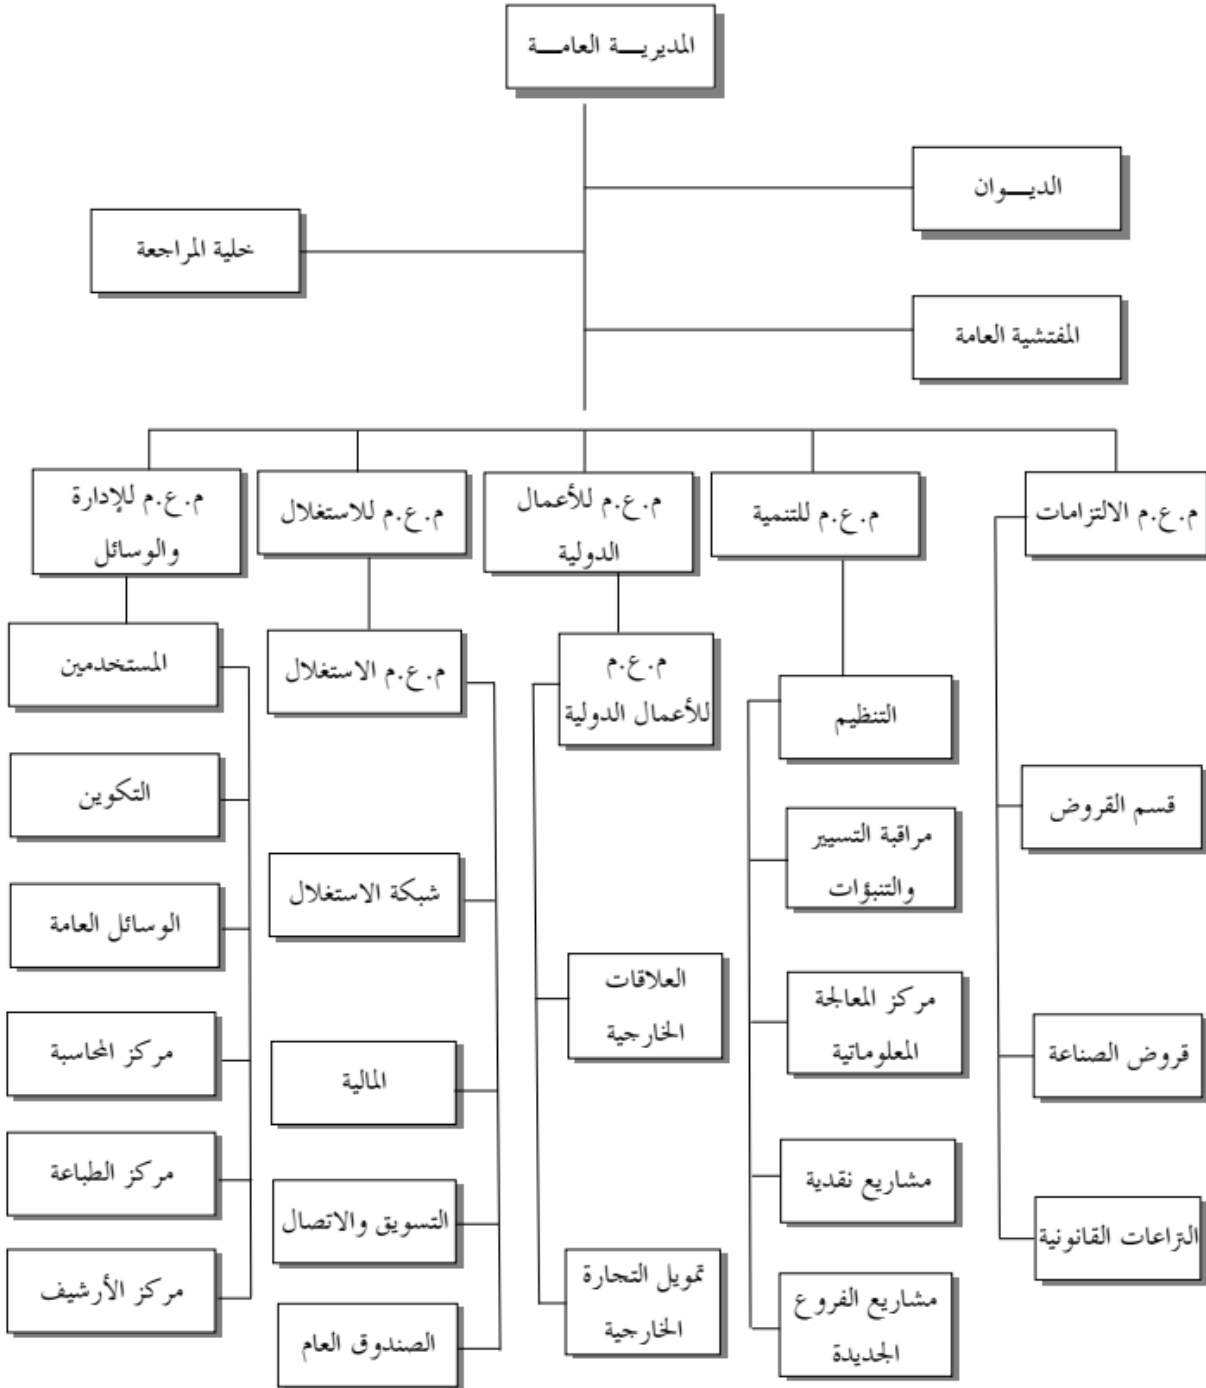 المديريـــة العامـــة
الديـــوان
خلية المراجعة
المفتشية العامة
م.ع.م الالتزامات
م.ع.م للتنمية
م.ع.م للأعمال
الدولية
م.ع.م للاستغلال
م.ع.م للإدارة
والوسائل
قسم القروض
قروض الصناعة
التراعات القانونية
التنظيم
مراقبة التسيير
والتنبؤات
مركز المعالجة
المعلوماتية
مشاريع نقدية
مشاريع الفروع
الجديدة
م.ع.م
للأعمال الدولية
العلاقات
الخارجية
تمويل التجارة
الخارجية
م.ع.م الاستغلال
شبكة الاستغلال
المالية
التسويق والاتصال
الصندوق العام
المستخدمين
التكوين
الوسائل العامة
مركز المحاسبة
مركز الطباعة
مركز الأرشيف